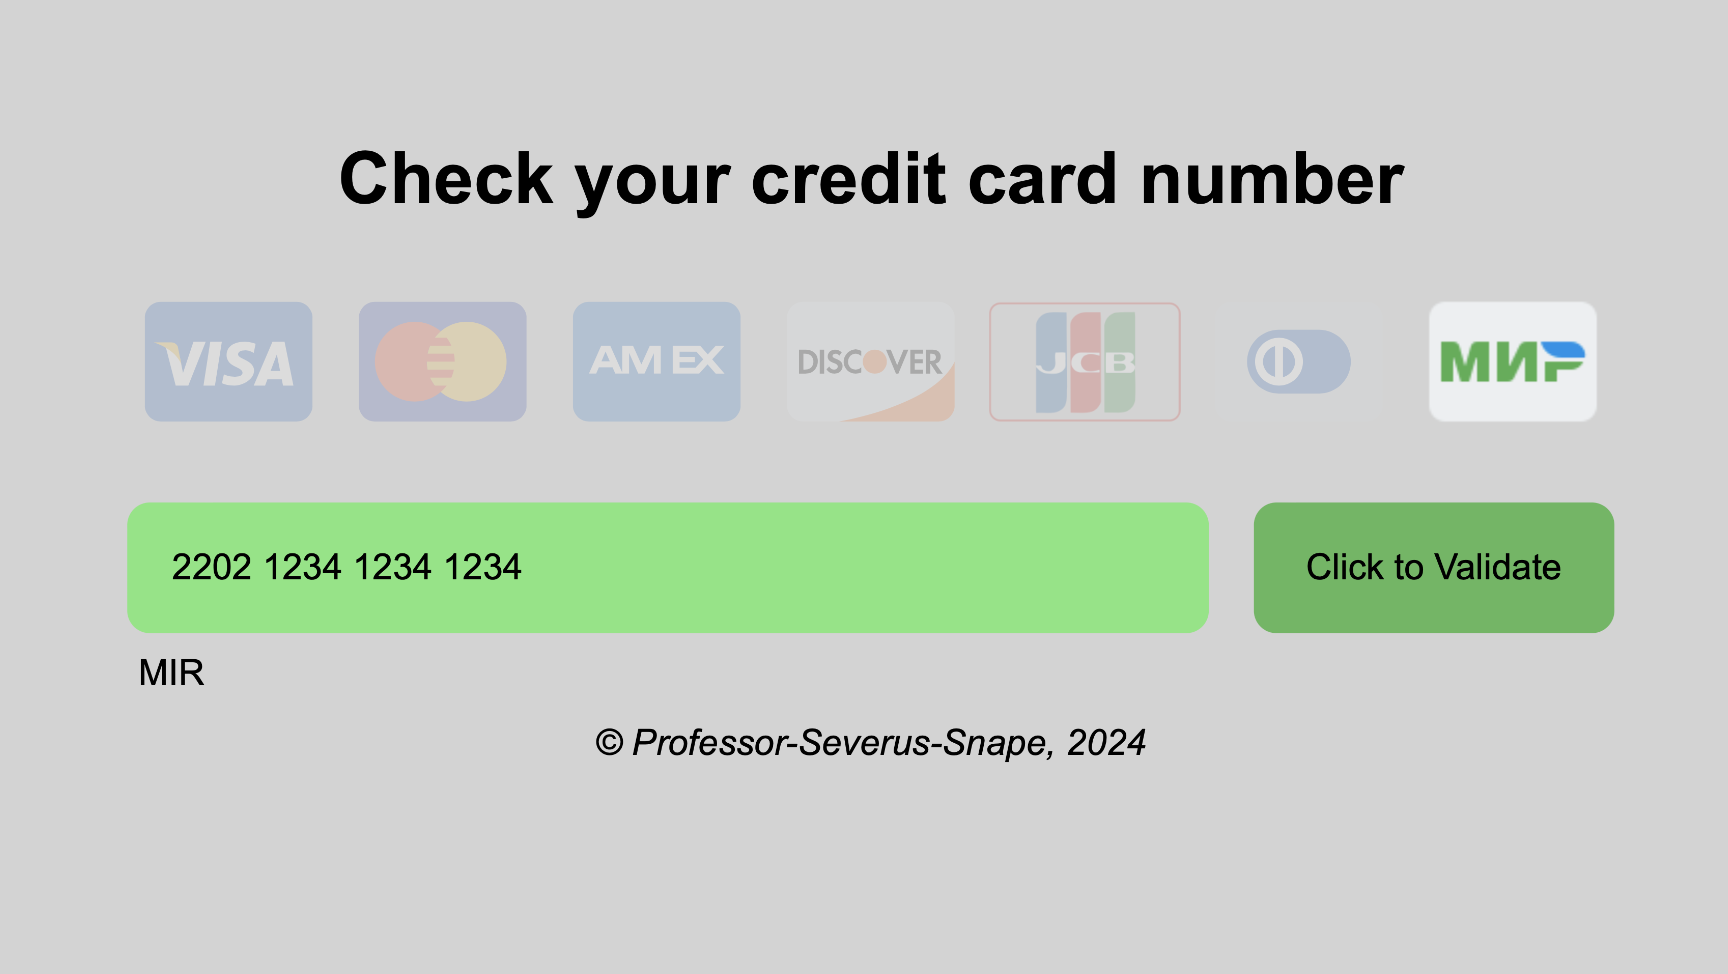 Check your credit card number
VISA AM EX DISCOVER JCB МИР
2202 1234 1234 1234 Click to Validate
MIR
© Professor-Severus-Snape, 2024